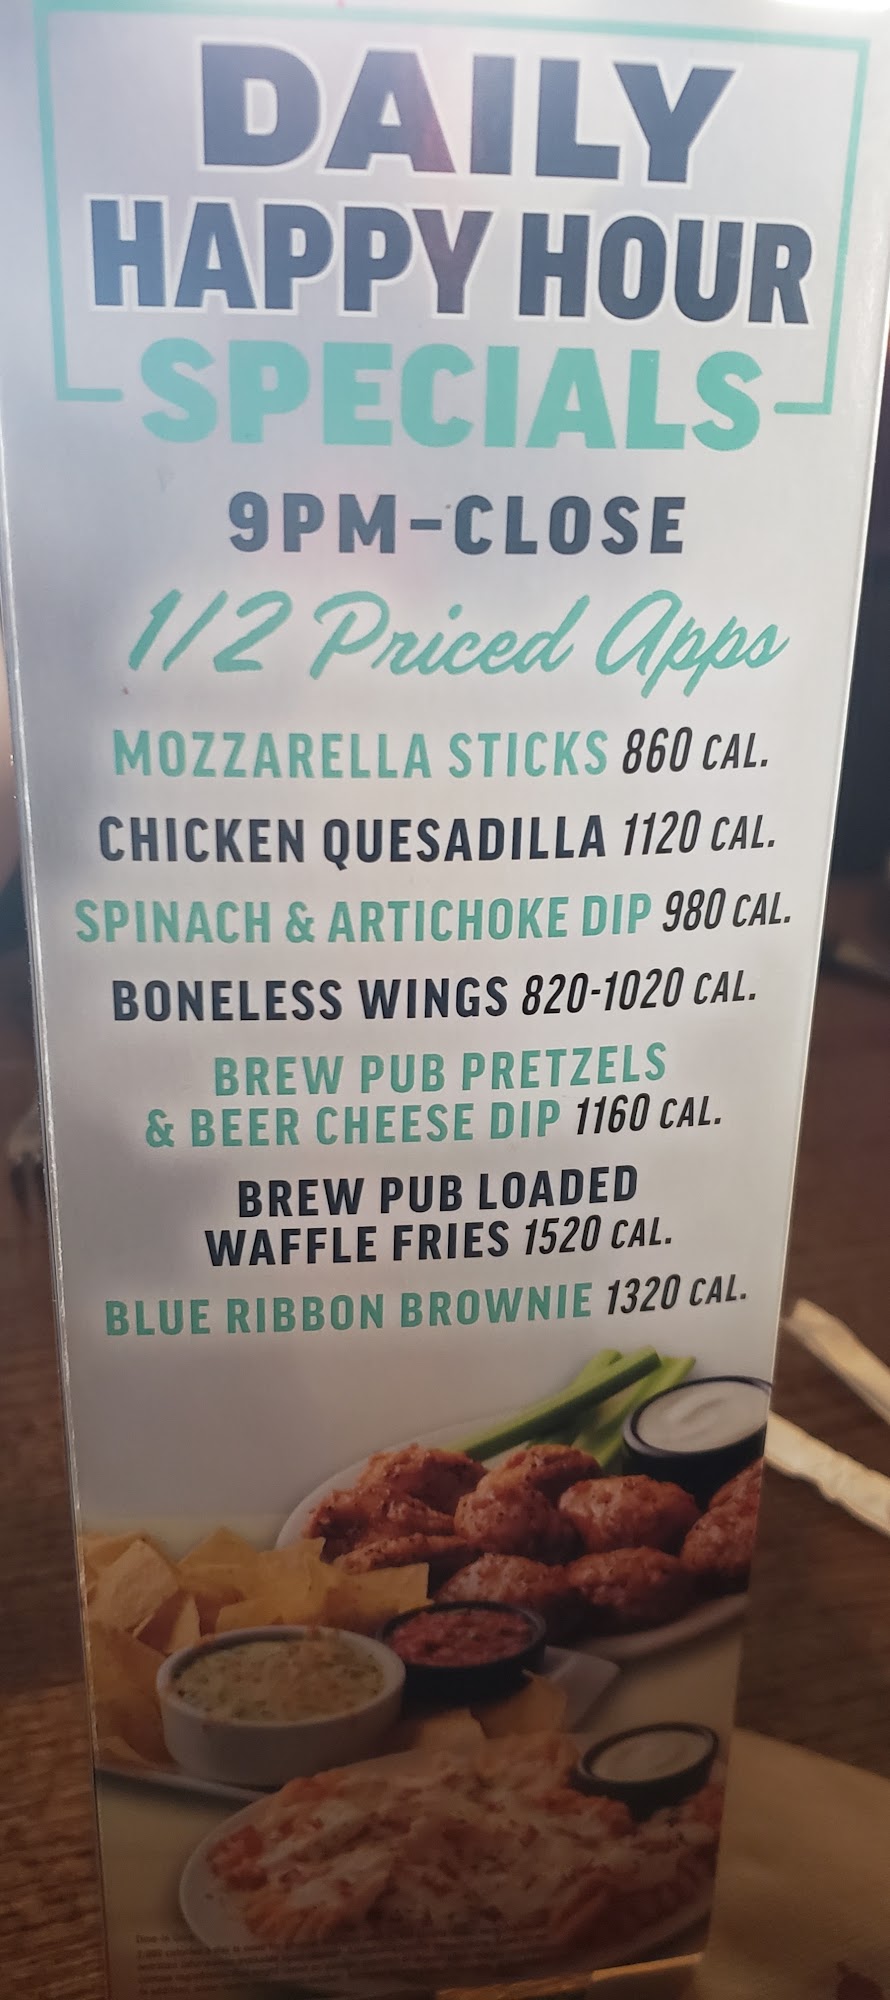 DAILY
HAPPY HOUR
SPECIALS
9PM-CLOSE
1/2 Priced Apps
MOZZARELLA STICKS 860 CAL.
CHICKEN QUESADILLA 1120 CAL.
SPINACH & ARTICHOKE DIP 980 CAL.
BONELESS WINGS 820-1020 CAL.
BREW PUB PRETZELS
& BEER CHEESE DIP 1160 CAL.
BREW PUB LOADED
WAFFLE FRIES 1520 CAL.
BLUE RIBBON BROWNIE 1320 CAL.